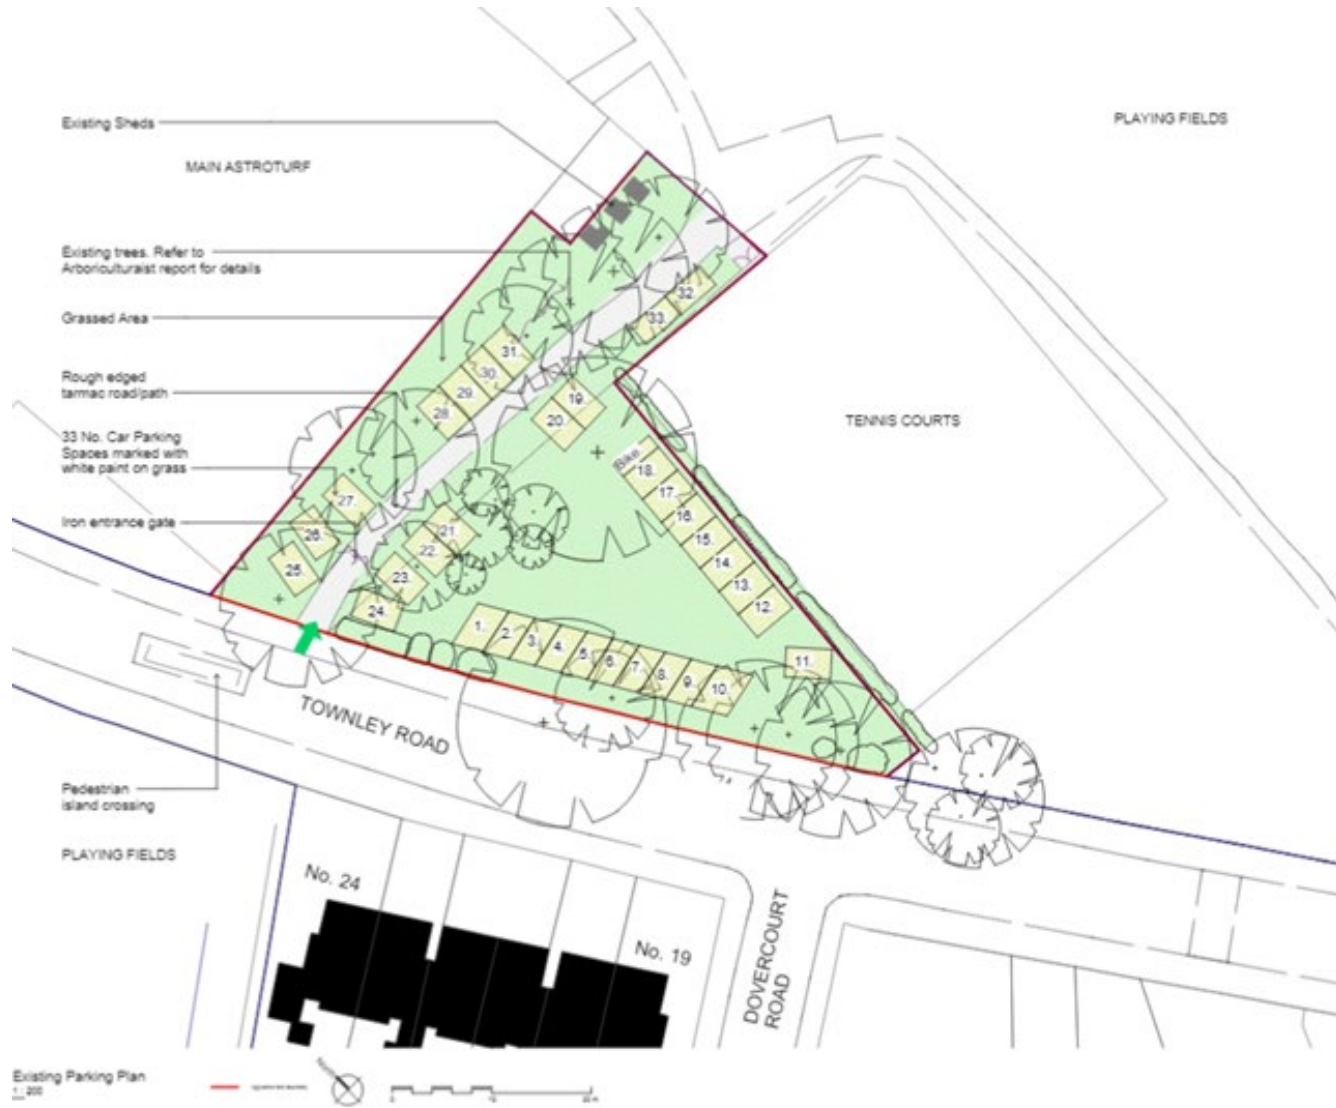 PLAYING FIELDS
Existing Sheds
MAIN ASTROTURF
Existing trees. Refer to
Arboriculturaist report for details
Grassed Area
Rough edged
tarmac road/path
33 No. Car Parking
Spaces marked with
white paint on grass
Iron entrance gate
TENNIS COURTS
32.
33.
31.
30.
29.
28.
19.
20.
27.
26.
25.
21.
22.
23.
24.
Bike
18.
17.
16.
15.
14.
13.
12.
11.
1.
2.
3.
4.
5.
6.
7.
8.
9.
10.
TOWNLEY ROAD
Pedestrian
island crossing
PLAYING FIELDS
No. 24
No. 19
DOVERCOURT
ROAD
Existing Parking Plan
1 : 200